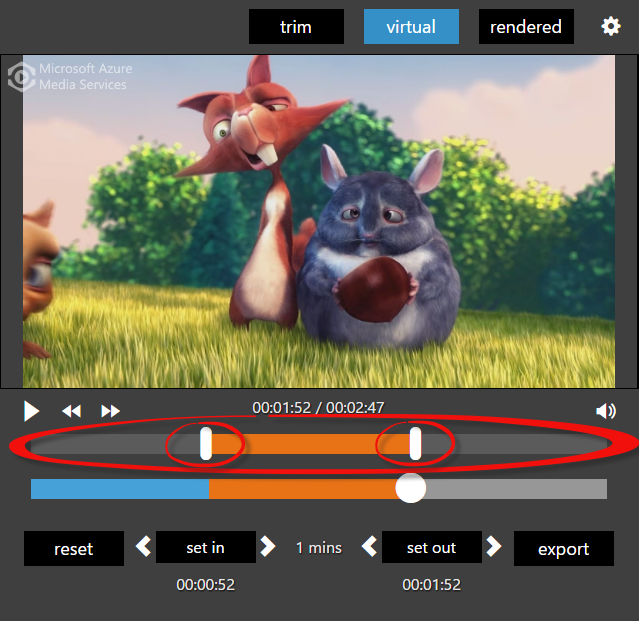 trim virtual rendered
Microsoft Azure
Media Services
00:01:52 / 00:02:47
reset set in 1 mins set out export
00:00:52 00:01:52